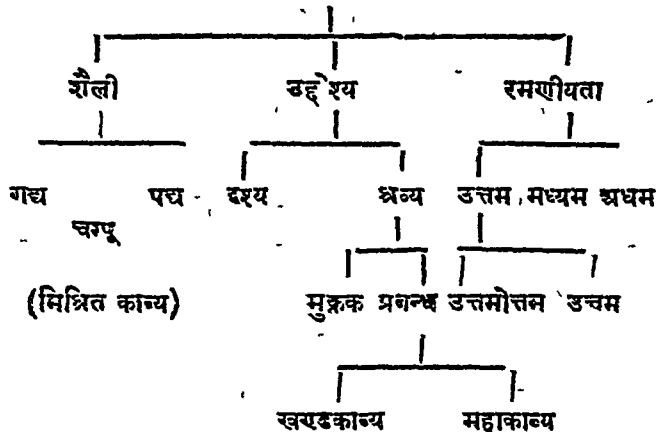 शैली उद्देश्य रमणीयता
गद्य पद्य दृश्य श्रव्य उत्तम मध्यम अधम
चम्पू
(मिश्रित काव्य) मुक्तक प्रबन्ध उत्तमोत्तम उत्तम
खण्डकाव्य महाकाव्य